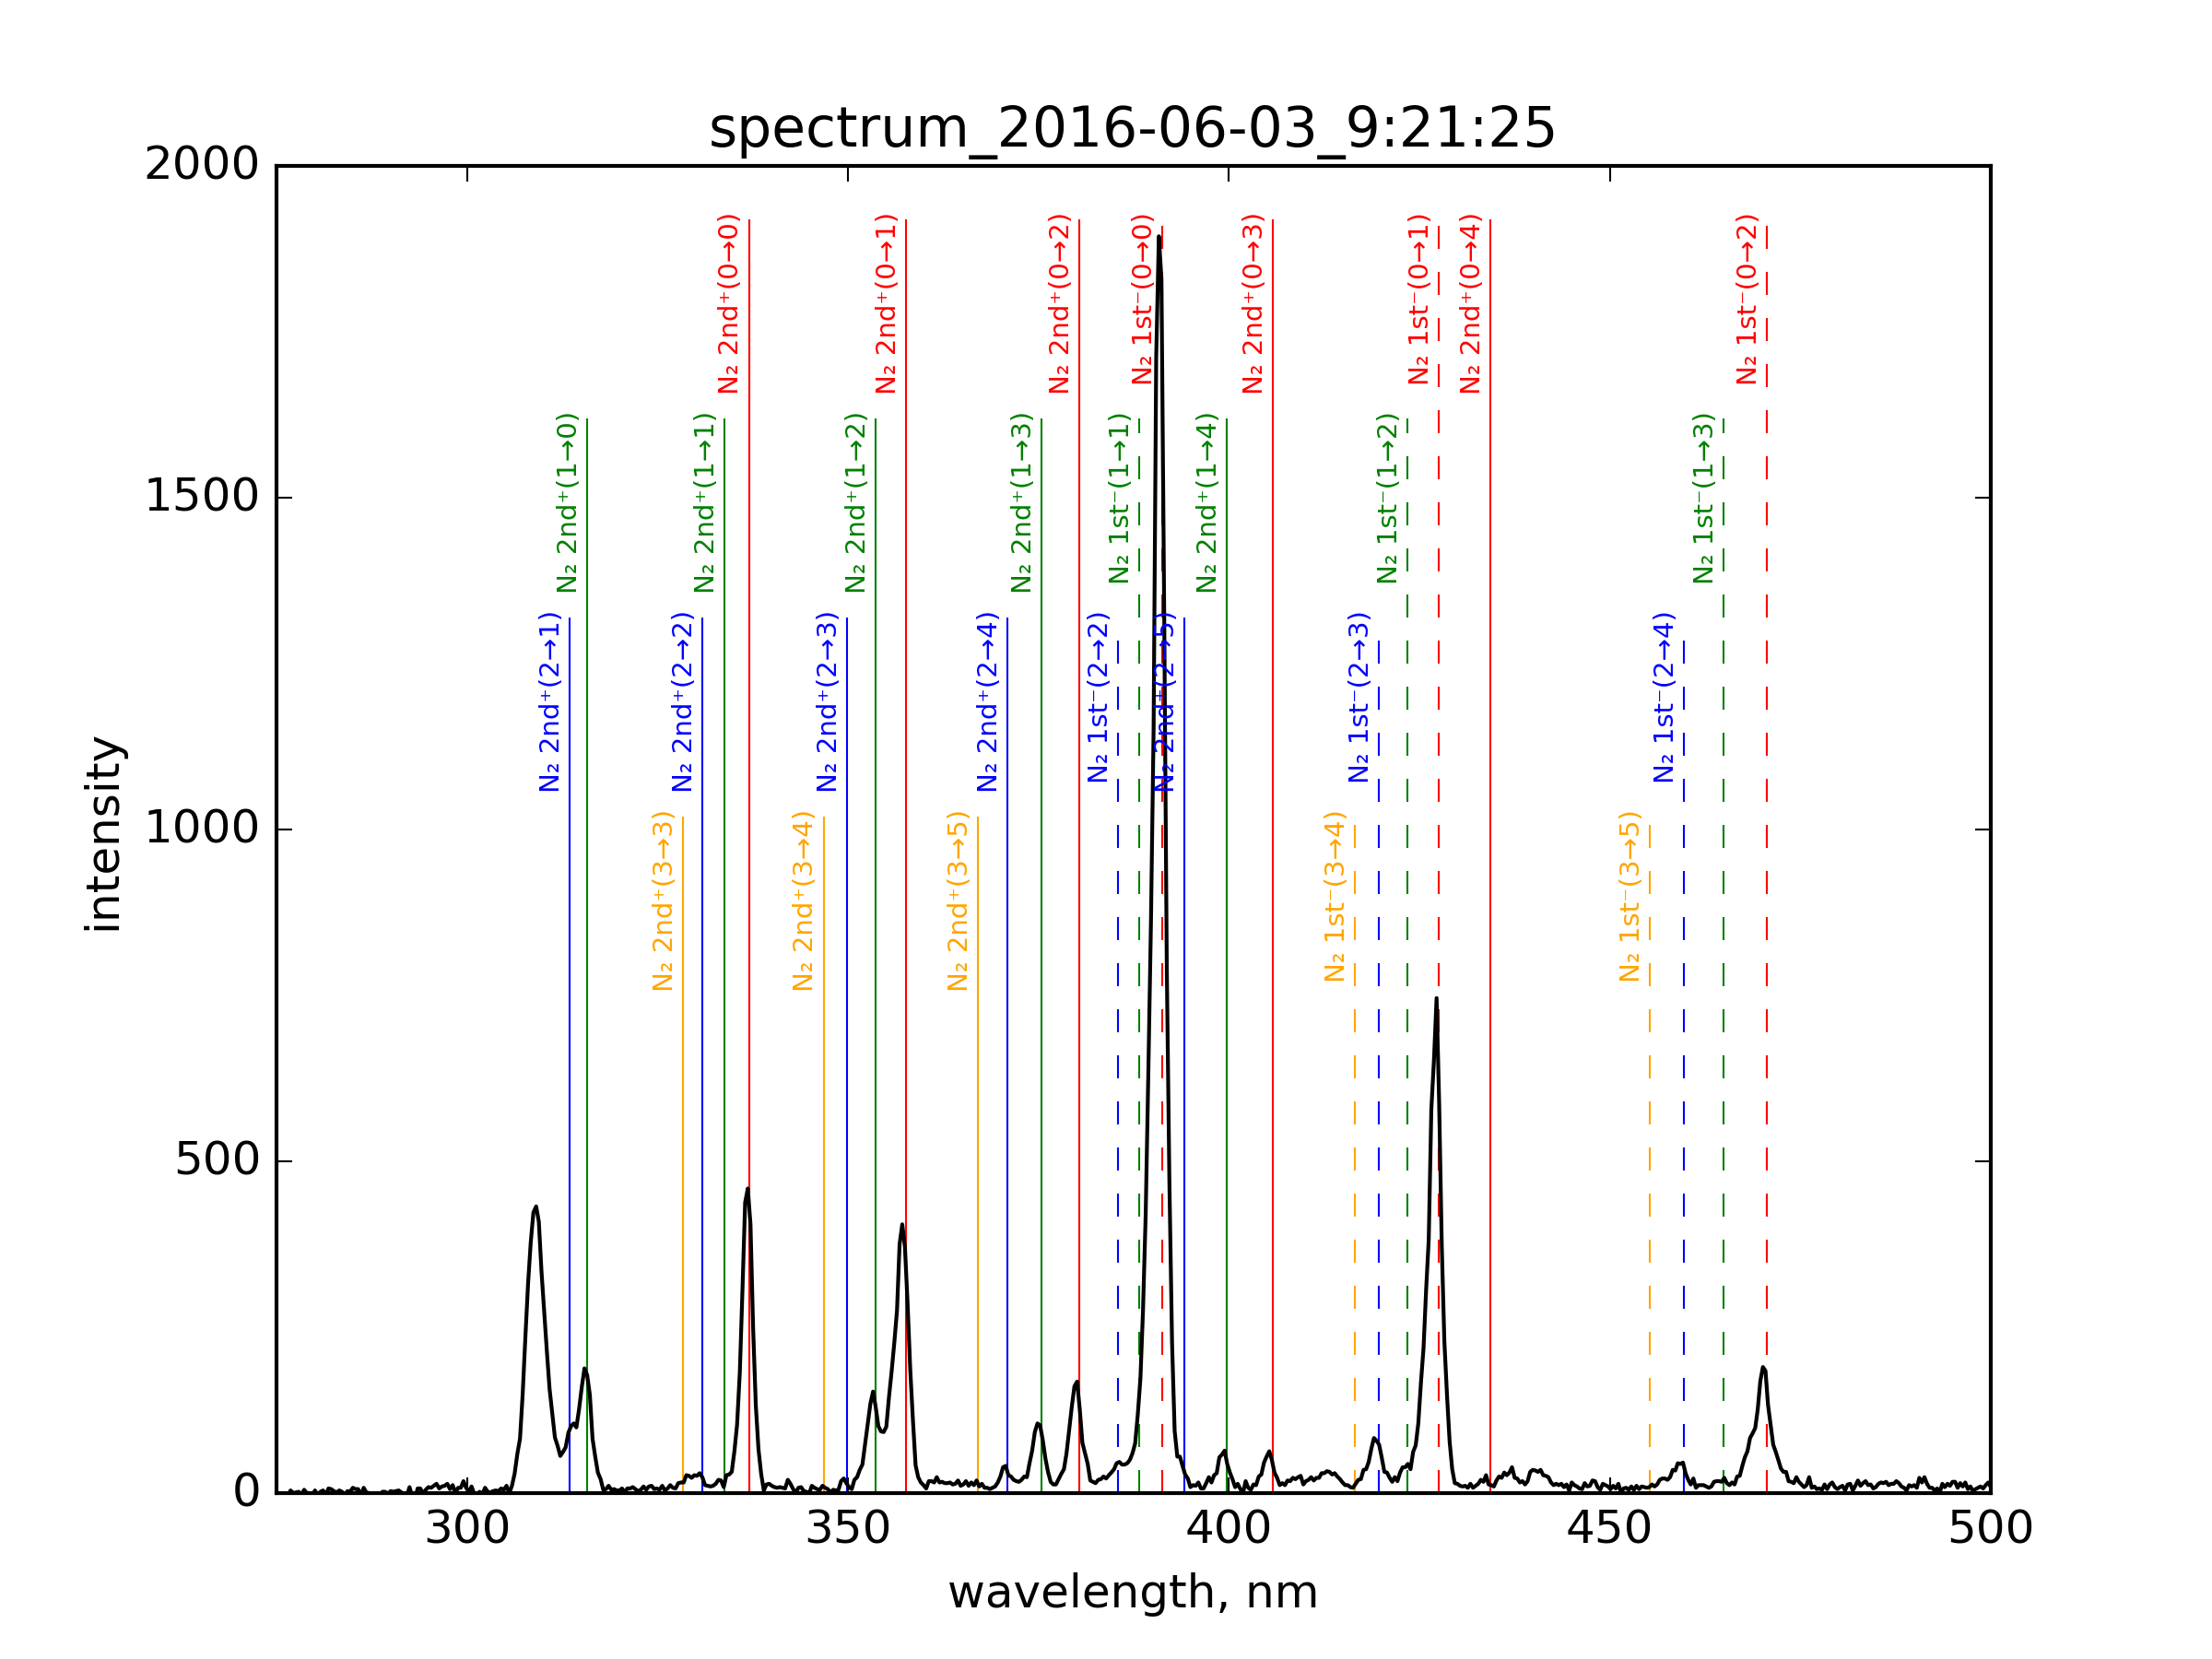 spectrum_2016-06-03_9:21:25
2000
1500
1000
500
0
intensity
N₂ 2nd⁺(0→0)
N₂ 2nd⁺(0→1)
N₂ 2nd⁺(0→2)
N₂ 1st⁻(0→0)
N₂ 2nd⁺(0→3)
N₂ 1st⁻(0→1)
N₂ 2nd⁺(0→4)
N₂ 1st⁻(0→2)
N₂ 2nd⁺(1→0)
N₂ 2nd⁺(1→1)
N₂ 2nd⁺(1→2)
N₂ 2nd⁺(1→3)
N₂ 1st⁻(1→1)
N₂ 2nd⁺(1→4)
N₂ 1st⁻(1→2)
N₂ 1st⁻(1→3)
N₂ 2nd⁺(2→1)
N₂ 2nd⁺(2→2)
N₂ 2nd⁺(2→3)
N₂ 2nd⁺(2→4)
N₂ 1st⁻(2→2)
N₂ 2nd⁺(2→5)
N₂ 1st⁻(2→3)
N₂ 1st⁻(2→4)
N₂ 2nd⁺(3→3)
N₂ 2nd⁺(3→4)
N₂ 2nd⁺(3→5)
N₂ 1st⁻(3→4)
N₂ 1st⁻(3→5)
300 350 400 450 500
wavelength, nm